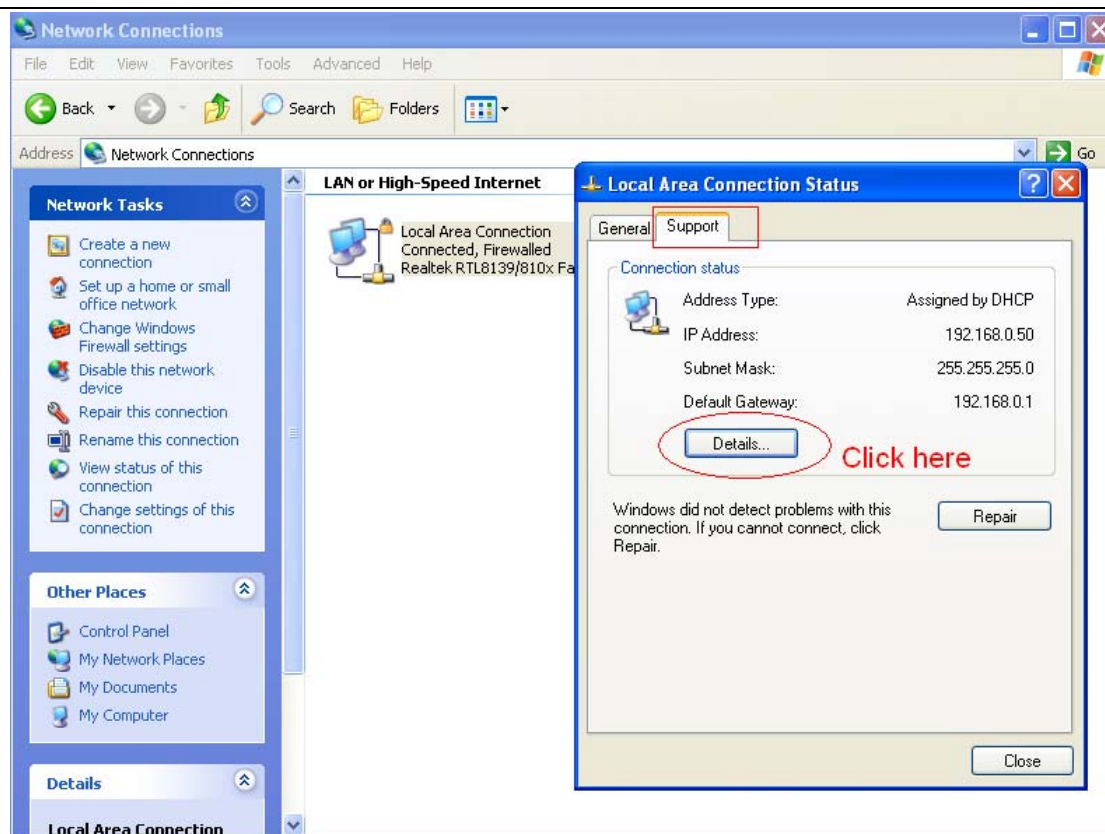 Network Connections
File Edit View Favorites Tools Advanced Help
Back Search Folders
Address Network Connections Go
Network Tasks
Create a new
connection
Set up a home or small
office network
Change Windows
Firewall settings
Disable this network
device
Repair this connection
Rename this connection
View status of this
connection
Change settings of this
connection
Other Places
Control Panel
My Network Places
My Documents
My Computer
Details
Local Area Connection
LAN or High-Speed Internet
Local Area Connection
Connected, Firewalled
Realtek RTL8139/810x Fa
Local Area Connection Status
General Support
Connection status
Address Type: Assigned by DHCP
IP Address: 192.168.0.50
Subnet Mask: 255.255.255.0
Default Gateway: 192.168.0.1
Details...
Click here
Windows did not detect problems with this
connection. If you cannot connect, click
Repair.
Repair
Close